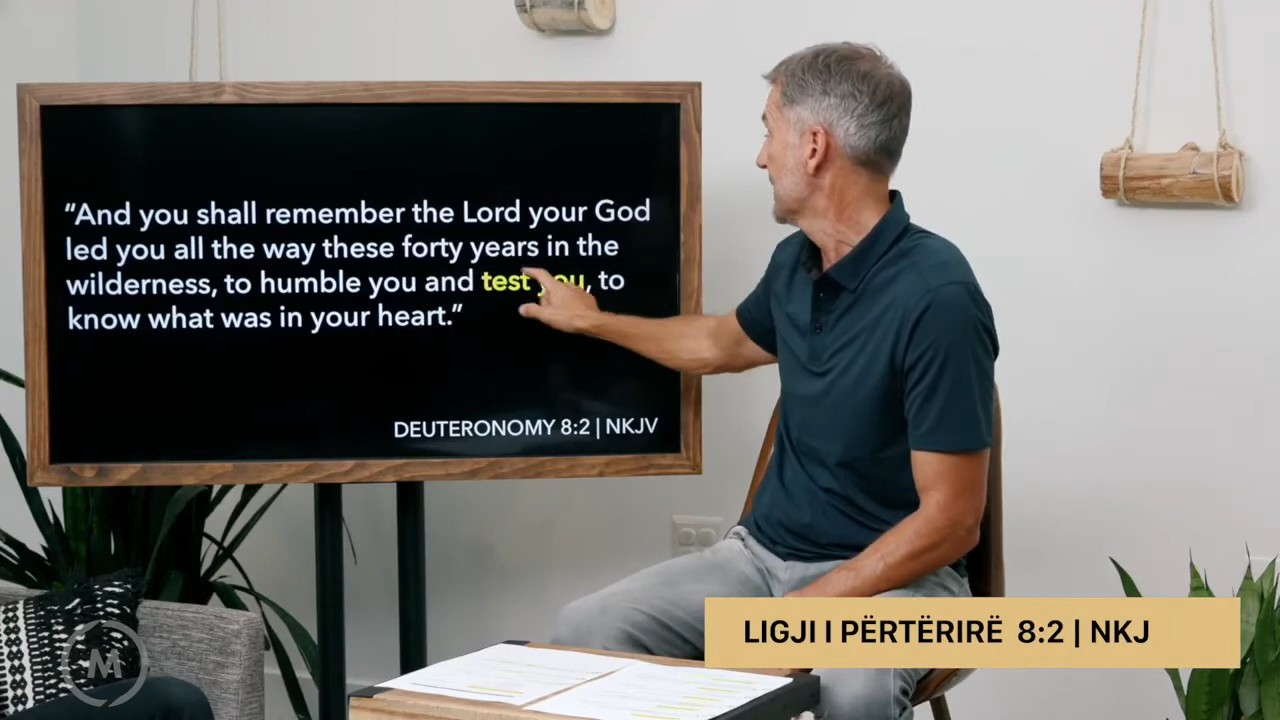 “And you shall remember the Lord your God
led you all the way these forty years in the
wilderness, to humble you and test you, to
know what was in your heart.”
DEUTERONOMY 8:2 | NKJV
LIGJI I PËRTËRIRË 8:2 | NKJ
M